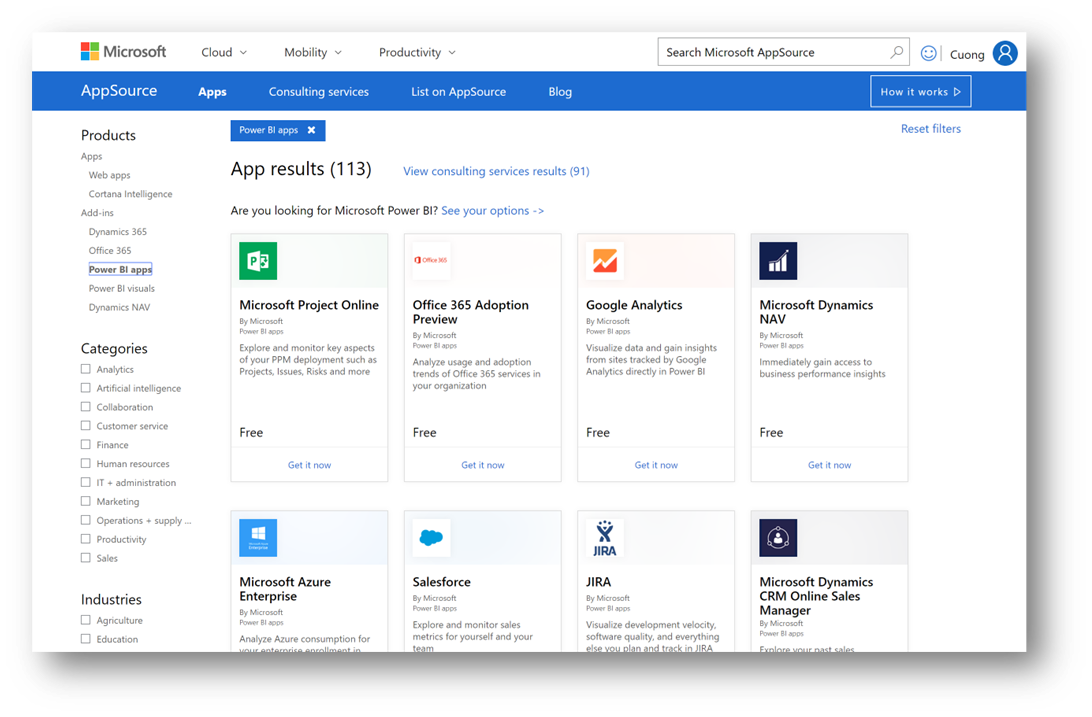 Microsoft Cloud Mobility Productivity Search Microsoft AppSource Cuong
AppSource Apps Consulting services List on AppSource Blog How it works
Products
Apps
Web apps
Cortana Intelligence
Add-ins
Dynamics 365
Office 365
Power BI apps
Power BI visuals
Dynamics NAV
Categories
Analytics
Artificial intelligence
Collaboration
Customer service
Finance
Human resources
IT + administration
Marketing
Operations + supply ...
Productivity
Sales
Industries
Agriculture
Education
Power BI apps
Reset filters
App results (113) View consulting services results (91)
Are you looking for Microsoft Power BI? See your options ->
Microsoft Project Online
By Microsoft
Power BI apps
Explore and monitor key aspects
of your PPM deployment such as
Projects, Issues, Risks and more
Free
Get it now
Office 365
Office 365 Adoption
Preview
By Microsoft
Power BI apps
Analyze usage and adoption
trends of Office 365 services in
your organization
Free
Get it now
Google Analytics
By Microsoft
Power BI apps
Visualize data and gain insights
from sites tracked by Google
Analytics directly in Power BI
Free
Get it now
Microsoft Dynamics
NAV
By Microsoft
Power BI apps
Immediately gain access to
business performance insights
Free
Get it now
Microsoft Azure
Enterprise
By Microsoft
Power BI apps
Analyze Azure consumption for
your enterprise enrollment in
Salesforce
By Microsoft
Power BI apps
Explore and monitor sales
metrics for yourself and your
team
JIRA
JIRA
By Microsoft
Power BI apps
Visualize development velocity,
software quality, and everything
else you plan and track in JIRA
Microsoft Dynamics
CRM Online Sales
Manager
By Microsoft
Power BI apps
Explore your past sales